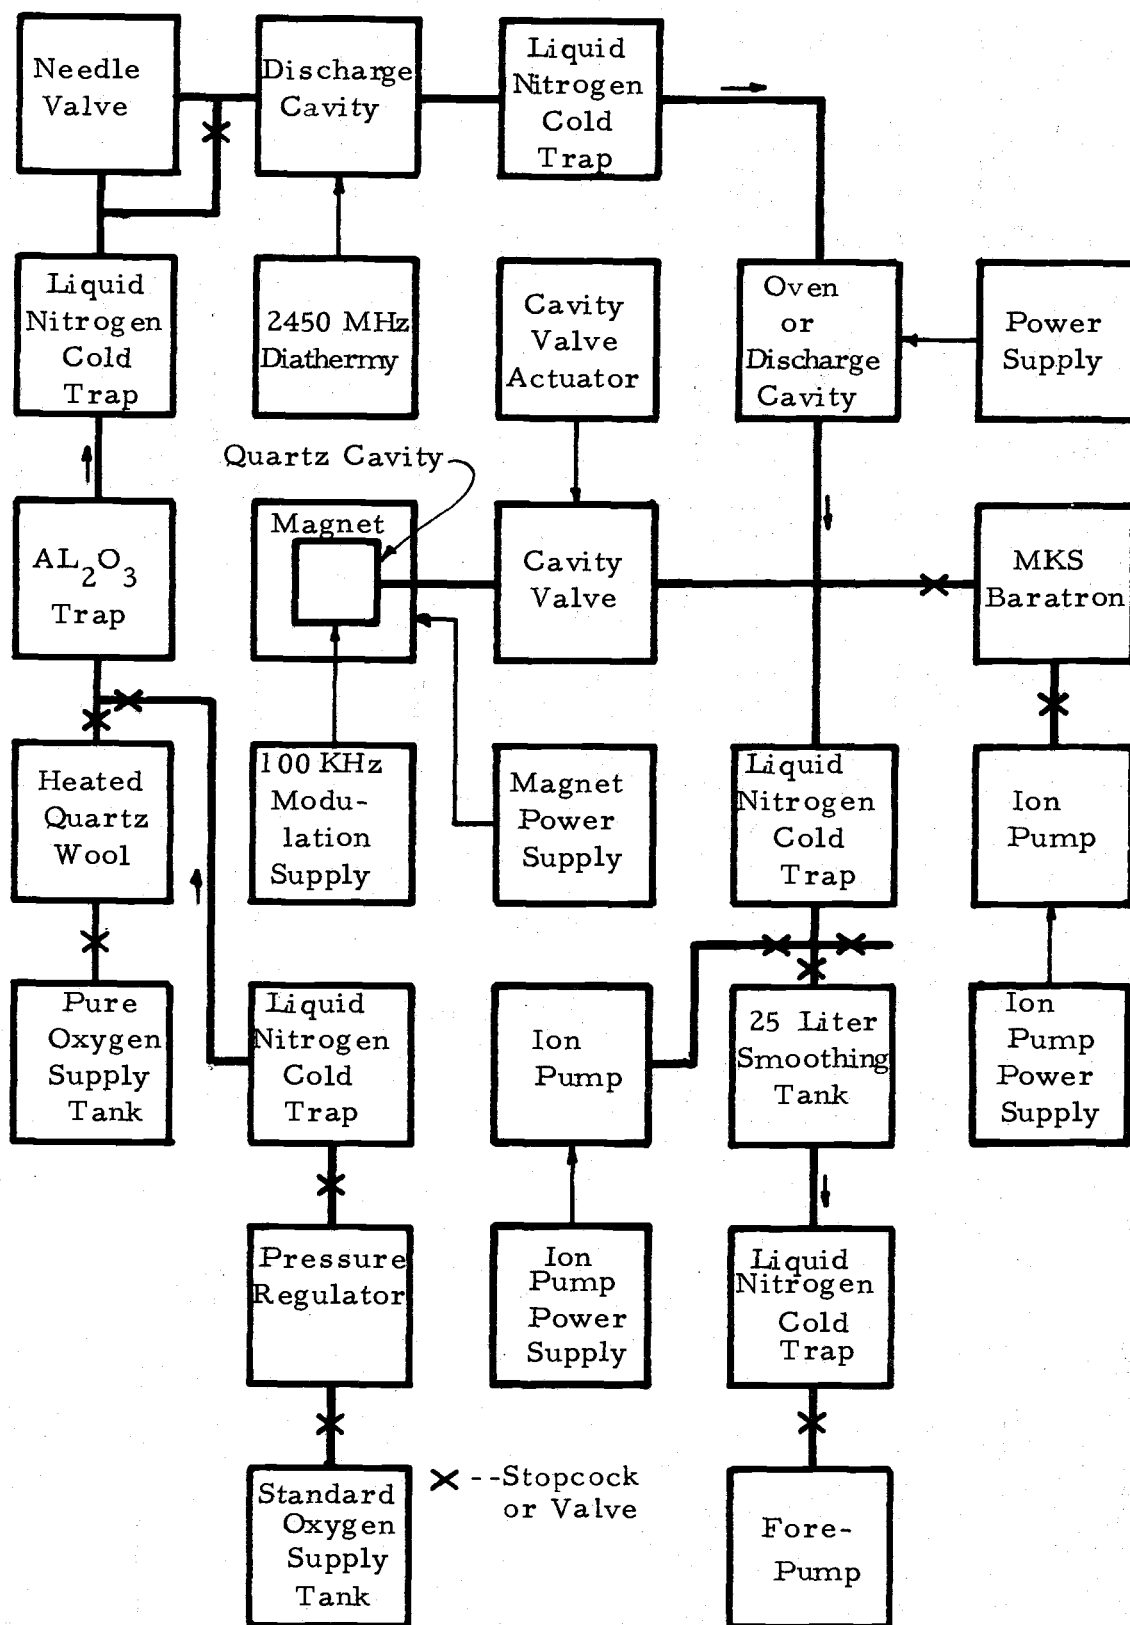 Needle
Valve
Discharge
Cavity
Liquid
Nitrogen
Cold
Trap
Liquid
Nitrogen
Cold
Trap
2450 MHz
Diathermy
Cavity
Valve
Actuator
Oven
or
Discharge
Cavity
Power
Supply
Quartz Cavity
AL2O3
Trap
Magnet
Cavity
Valve
MKS
Baratron
Heated
Quartz
Wool
100 KHz
Modu-
lation
Supply
Magnet
Power
Supply
Liquid
Nitrogen
Cold
Trap
Ion
Pump
Pure
Oxygen
Supply
Tank
Liquid
Nitrogen
Cold
Trap
Ion
Pump
25 Liter
Smoothing
Tank
Ion
Pump
Power
Supply
Pressure
Regulator
Ion
Pump
Power
Supply
Liquid
Nitrogen
Cold
Trap
Standard
Oxygen
Supply
Tank
X --Stopcock
or Valve
Fore-
Pump